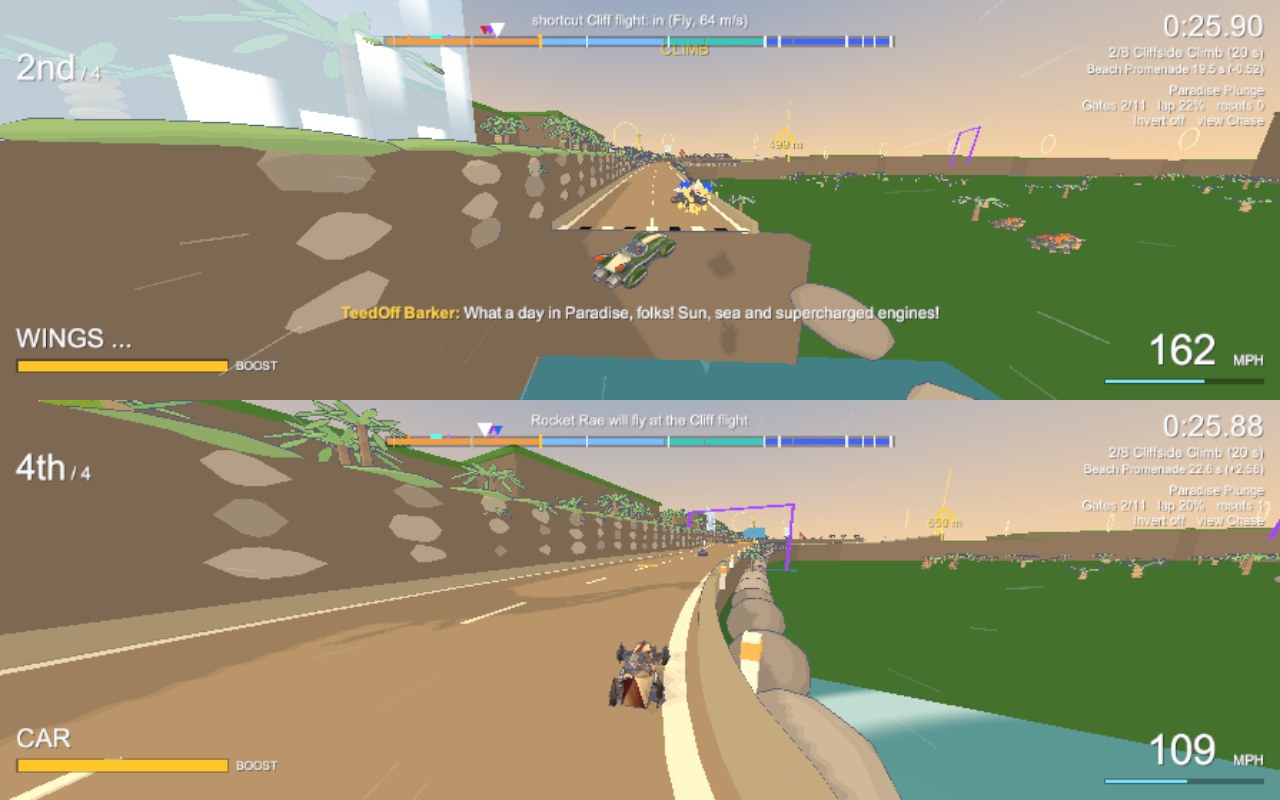 shortcut Cliff flight: in (Fly, 64 m/s)
CLIMB
0:25.90
2/8 Cliffside Climb (20 s)
Beach Promenade 19.5 s (-0.52)
Paradise Plunge
Gates 2/11 lap 22% resets 0
Invert off view Chase
2nd / 4
499 m
TeedOff Barker: What a day in Paradise, folks! Sun, sea and supercharged engines!
WINGS ...
BOOST
162 MPH
Rocket Rae will fly at the Cliff flight
0:25.88
2/8 Cliffside Climb (20 s)
Beach Promenade 22.6 s (+2.58)
Paradise Plunge
Gates 2/11 lap 20% resets 1
Invert off view Chase
4th / 4
650 m
CAR
BOOST
109 MPH